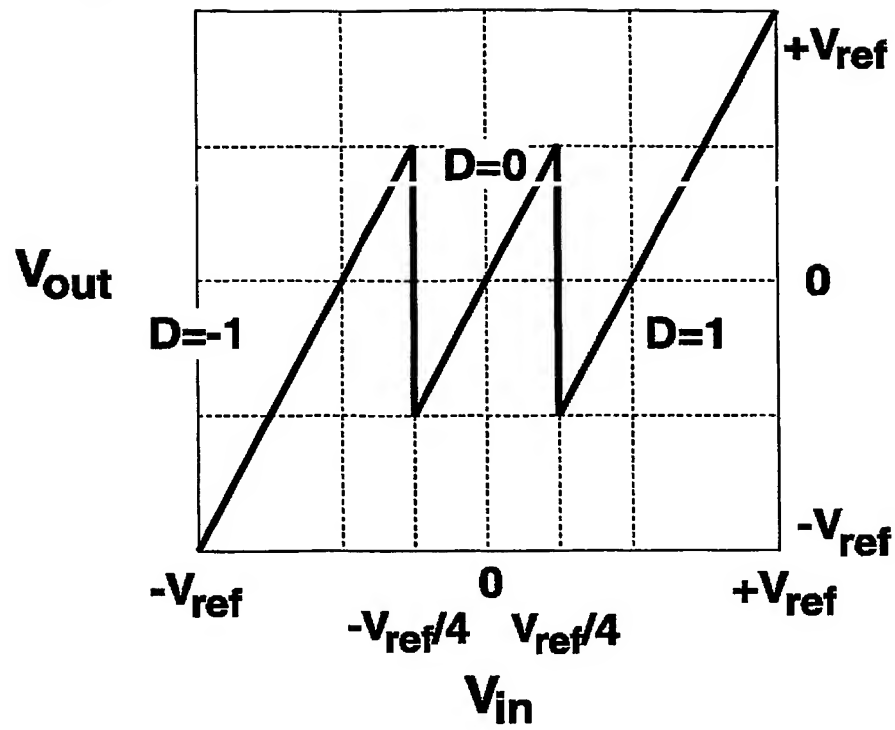 +Vref
D=0
Vout
0
D=-1
D=1
-Vref
-Vref
0
+Vref
-Vref/4
Vref/4
Vin